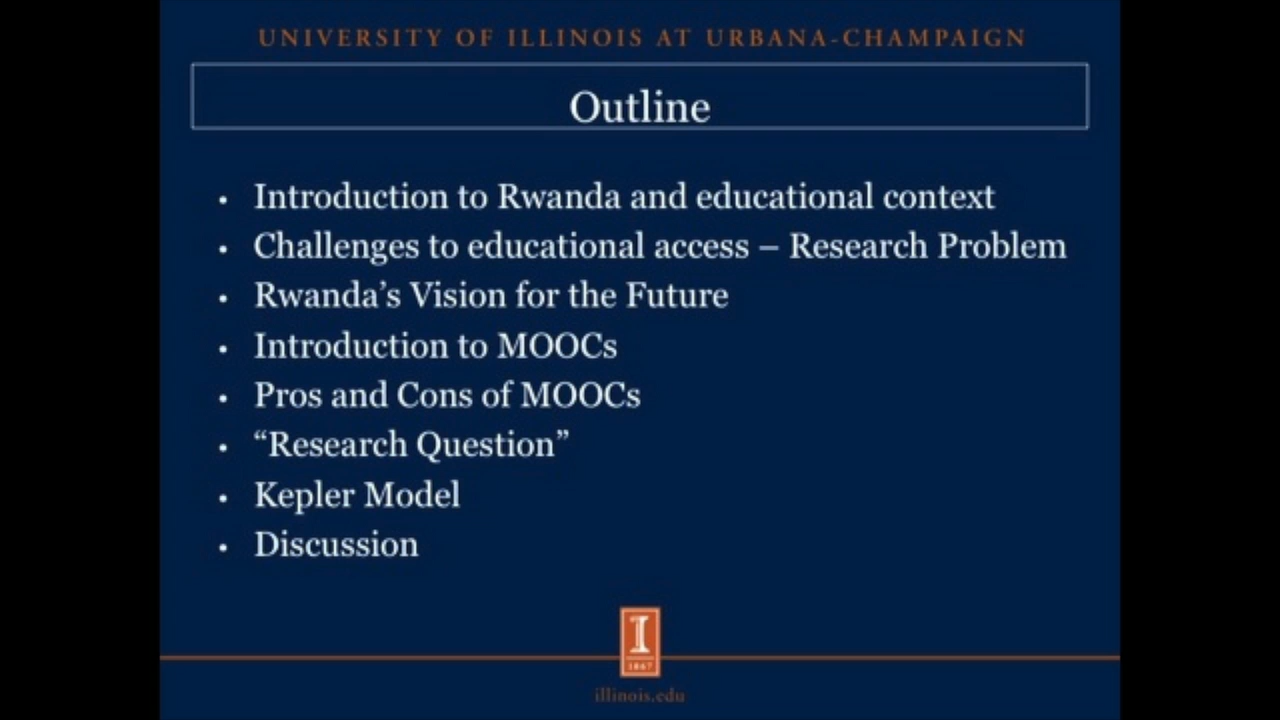 UNIVERSITY OF ILLINOIS AT URBANA-CHAMPAIGN
Outline
• Introduction to Rwanda and educational context
• Challenges to educational access – Research Problem
• Rwanda’s Vision for the Future
• Introduction to MOOCs
• Pros and Cons of MOOCs
• “Research Question”
• Kepler Model
• Discussion
I
1867
illinois.edu